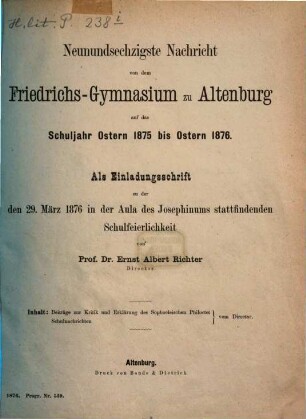 H. lit. P. 238 i
Neunundsechzigste Nachricht
von dem
Friedrichs-Gymnasium zu Altenburg
auf das
Schuljahr Ostern 1875 bis Ostern 1876.
Als Einladungsschrift
zu der
den 29. März 1876 in der Aula des Josephinums stattfindenden
Schulfeierlichkeit
von
Prof. Dr. Ernst Albert Richter
Director
Inhalt: Beiträge zur Kritik und Erklärung des Sophocleischen Philoctet
Schulnachrichten
vom Director.
Altenburg.
Druck von Bonde & Dietrich
1876. Progr. Nr. 539.